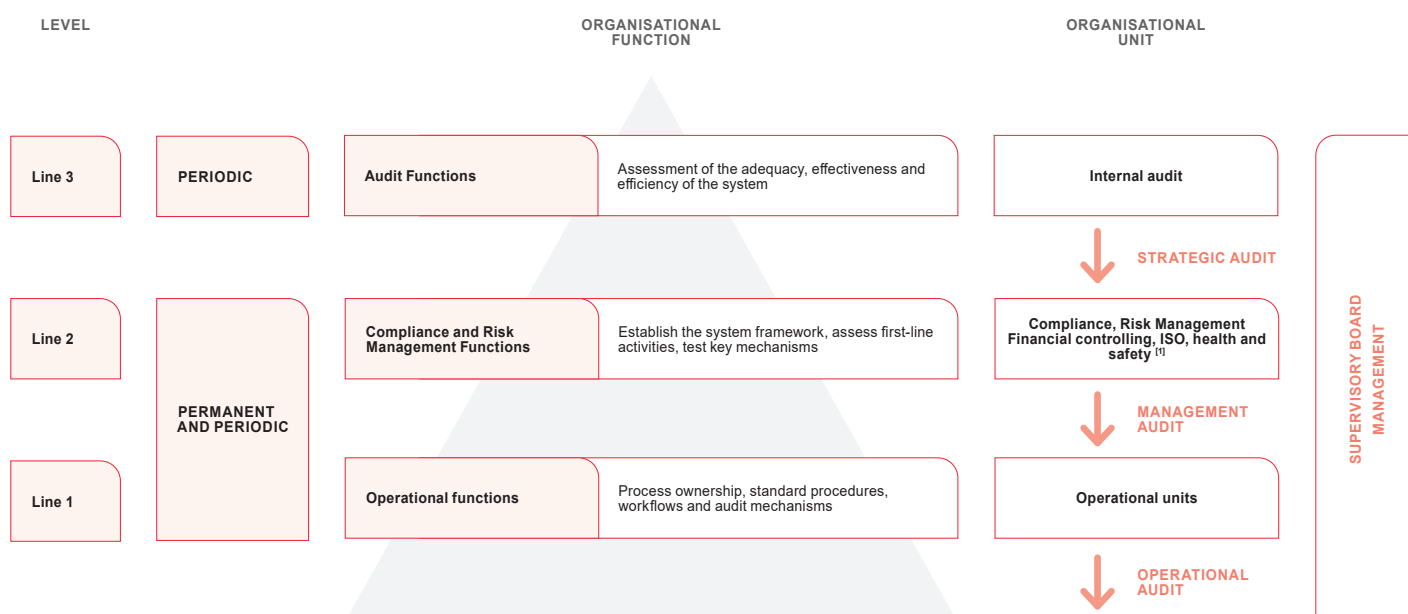 LEVEL
ORGANISATIONAL
FUNCTION
ORGANISATIONAL
UNIT
Line 3
PERIODIC
Audit Functions
Assessment of the adequacy, effectiveness and
efficiency of the system
Internal audit
STRATEGIC AUDIT
Line 2
Compliance and Risk
Management Functions
Establish the system framework, assess first-line
activities, test key mechanisms
Compliance, Risk Management
Financial controlling, ISO, health and
safety [1]
PERMANENT
AND PERIODIC
MANAGEMENT
AUDIT
Line 1
Operational functions
Process ownership, standard procedures,
workflows and audit mechanisms
Operational units
OPERATIONAL
AUDIT
SUPERVISORY BOARD
MANAGEMENT